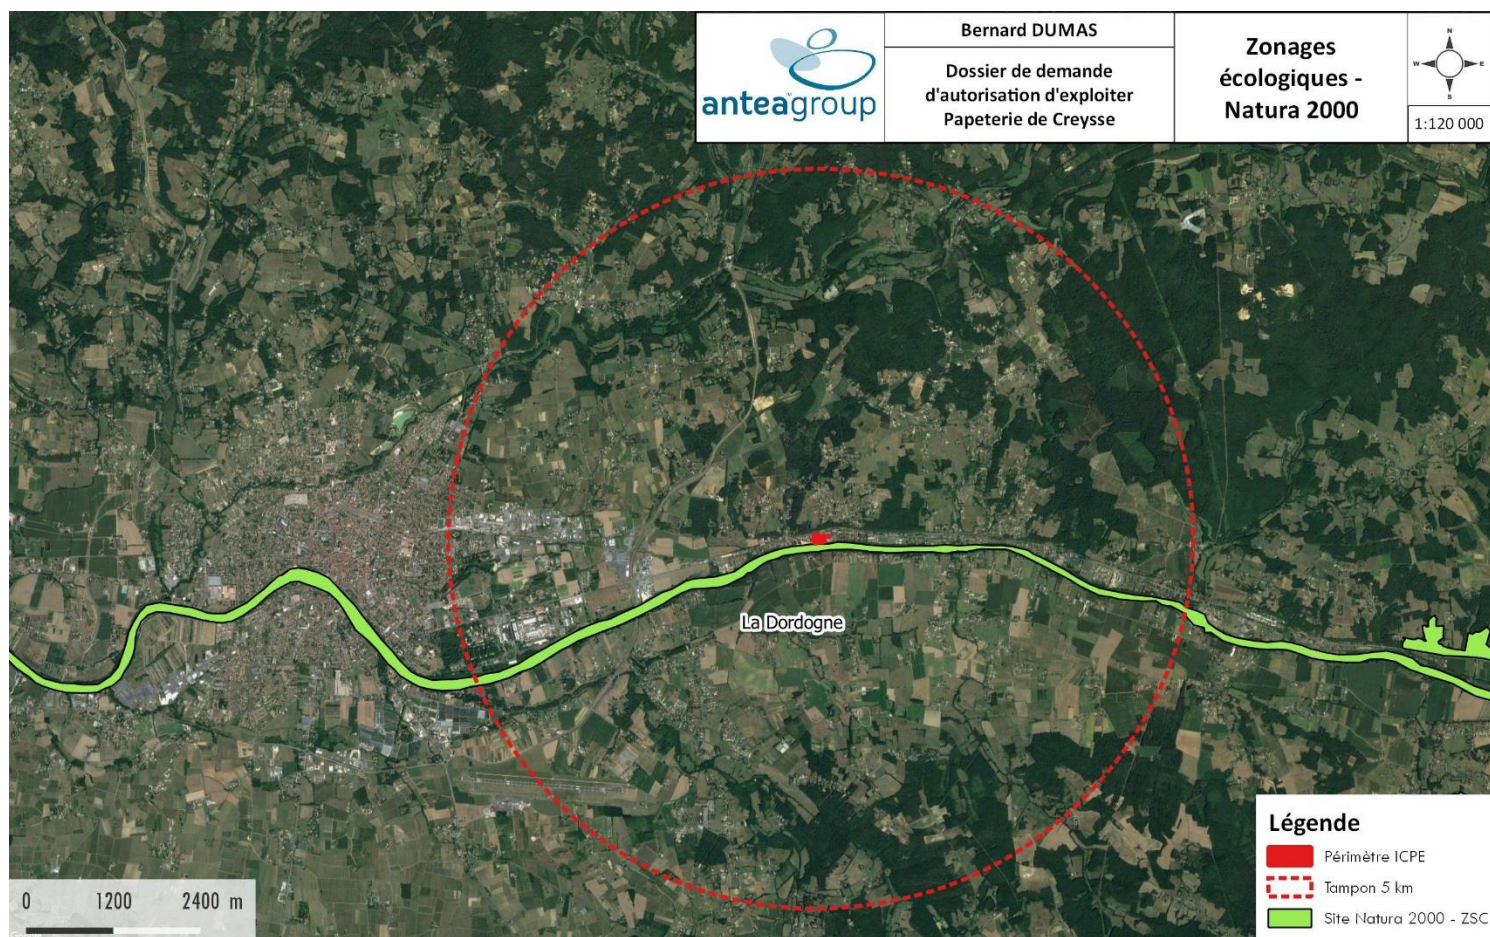 anteagroup
Bernard DUMAS
Dossier de demande
d'autorisation d'exploiter
Papeterie de Creysse
Zonages
écologiques -
Natura 2000
N
W E
S
1:120 000
La Dordogne
Légende
Périmètre ICPE
Tampon 5 km
Site Natura 2000 - ZSC
0 1200 2400 m